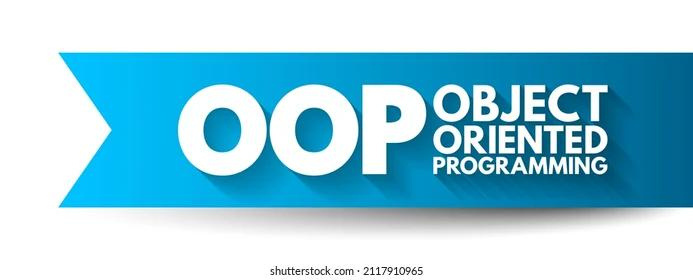 OOP
OBJECT
ORIENTED
PROGRAMMING
shutterstock.com · 2117910965